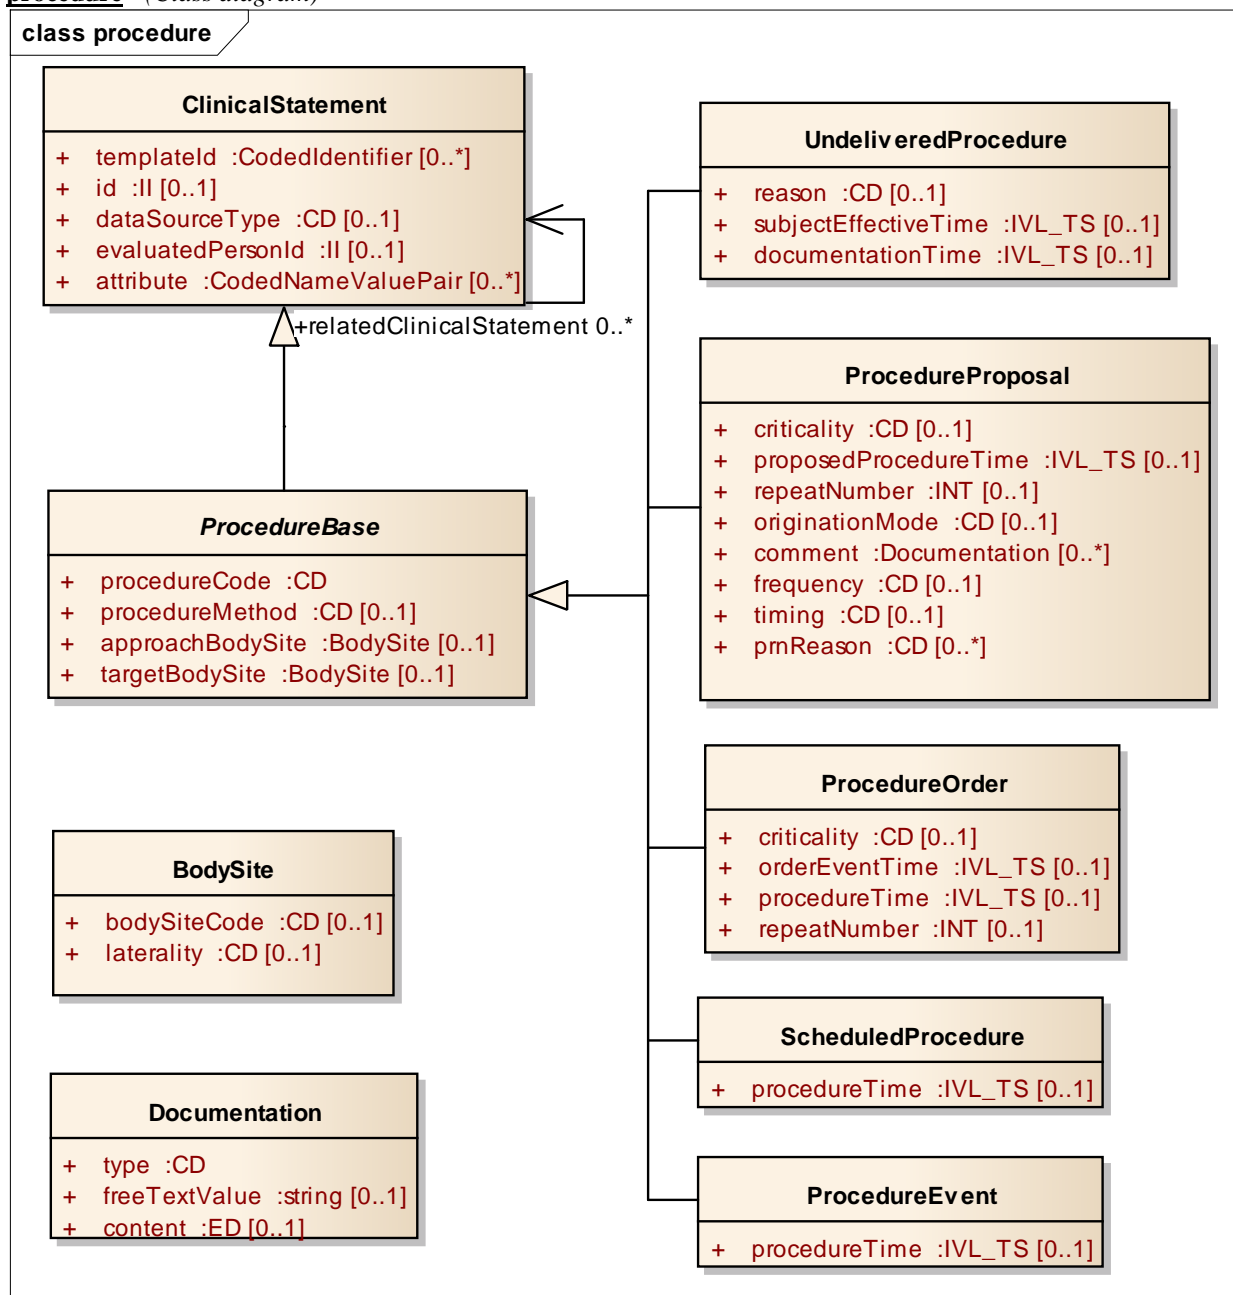 procedure (Class diagram)
class procedure
ClinicalStatement
+ templateId :CodedIdentifier [0..*]
+ id :II [0..1]
+ dataSourceType :CD [0..1]
+ evaluatedPersonId :II [0..1]
+ attribute :CodedNameValuePair [0..*]
+relatedClinicalStatement 0..*
ProcedureBase
+ procedureCode :CD
+ procedureMethod :CD [0..1]
+ approachBodySite :BodySite [0..1]
+ targetBodySite :BodySite [0..1]
BodySite
+ bodySiteCode :CD [0..1]
+ laterality :CD [0..1]
Documentation
+ type :CD
+ freeTextValue :string [0..1]
+ content :ED [0..1]
UndeliveredProcedure
+ reason :CD [0..1]
+ subjectEffectiveTime :IVL_TS [0..1]
+ documentationTime :IVL_TS [0..1]
ProcedureProposal
+ criticality :CD [0..1]
+ proposedProcedureTime :IVL_TS [0..1]
+ repeatNumber :INT [0..1]
+ originationMode :CD [0..1]
+ comment :Documentation [0..*]
+ frequency :CD [0..1]
+ timing :CD [0..1]
+ prnReason :CD [0..*]
ProcedureOrder
+ criticality :CD [0..1]
+ orderEventTime :IVL_TS [0..1]
+ procedureTime :IVL_TS [0..1]
+ repeatNumber :INT [0..1]
ScheduledProcedure
+ procedureTime :IVL_TS [0..1]
ProcedureEvent
+ procedureTime :IVL_TS [0..1]